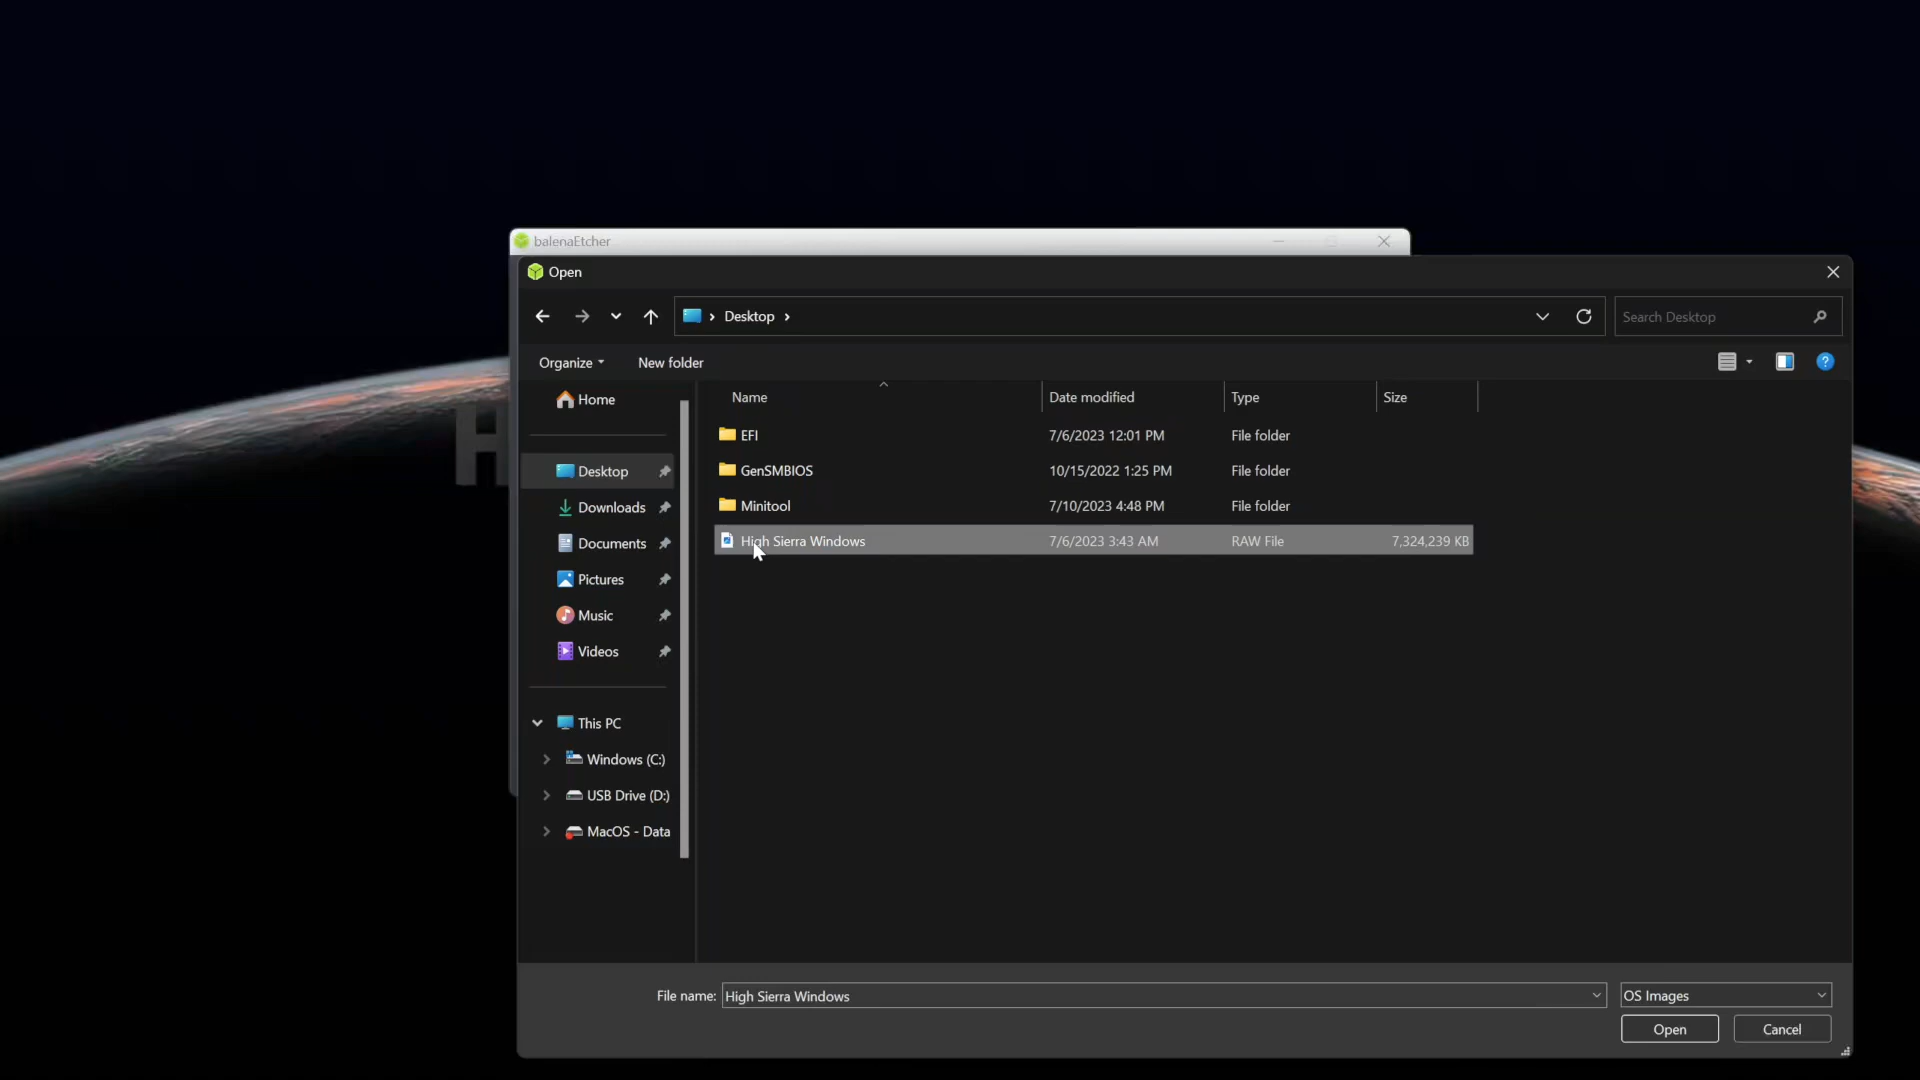 balenaEtcher
Open
Desktop
Search Desktop
Organize
New folder
Home
Desktop
Downloads
Documents
Pictures
Music
Videos
This PC
Windows (C:)
USB Drive (D:)
MacOS - Data
Name Date modified Type Size
EFI 7/6/2023 12:01 PM File folder
GenSMBIOS 10/15/2022 1:25 PM File folder
Minitool 7/10/2023 4:48 PM File folder
High Sierra Windows 7/6/2023 3:43 AM RAW File 7,324,239 KB
File name: High Sierra Windows
OS Images
Open
Cancel
H